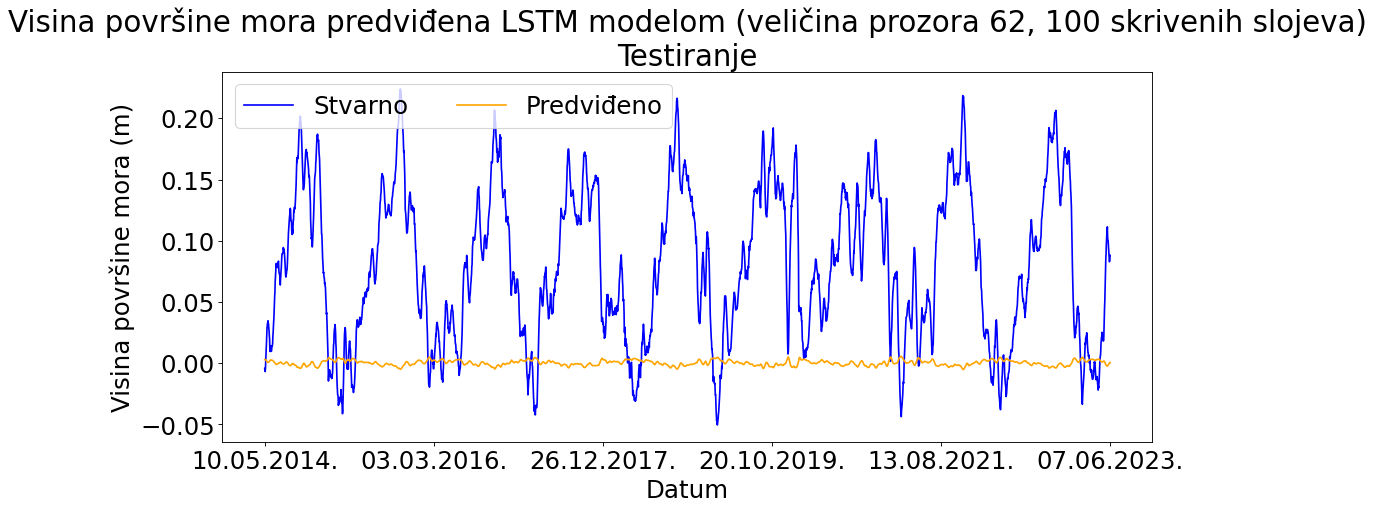 Visina površine mora predviđena LSTM modelom (veličina prozora 62, 100 skrivenih slojeva)
Testiranje
Stvarno Predviđeno
Visina površine mora (m)
0.20
0.15
0.10
0.05
0.00
−0.05
10.05.2014. 03.03.2016. 26.12.2017. 20.10.2019. 13.08.2021. 07.06.2023.
Datum